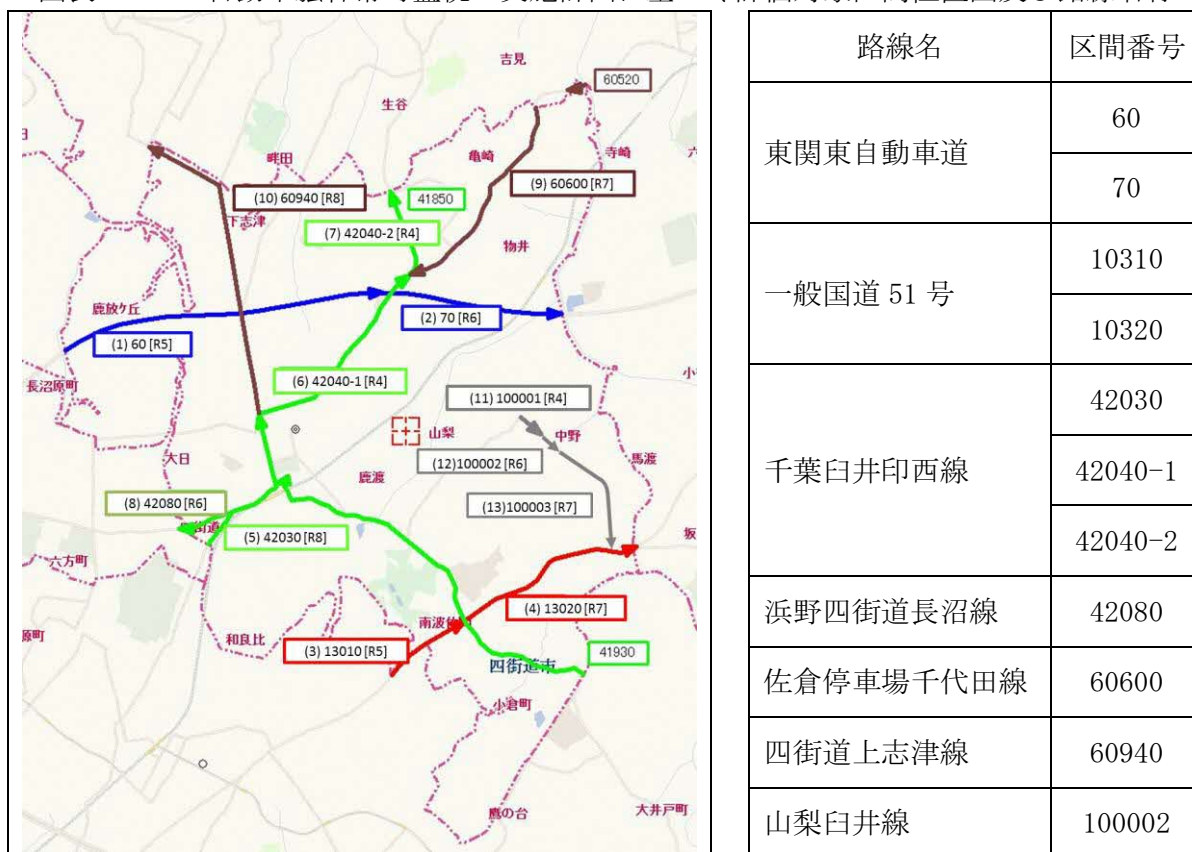 吉見
60520
生谷
畔田
亀崎
寺崎
(9) 60600 [R7]
(10) 60940 [R8]
41850
下志津
(7) 42040-2 [R4]
物井
鹿放ケ丘
(2) 70 [R6]
(1) 60 [R5]
長沼原町
(6) 42040-1 [R4]
(11) 100001 [R4]
山梨
中野
大日
(12)100002 [R6]
馬渡
鹿渡
(8) 42080 [R6]
(13)100003 [R7]
(5) 42030 [R8]
六方町
(4) 13020 [R7]
和良比
(3) 13010 [R5]
41930
四街道市
小倉町
鷹の台
大井戸町
路線名 区間番号
東関東自動車道 60
70
一般国道 51 号 10310
10320
千葉臼井印西線 42030
42040-1
42040-2
浜野四街道長沼線 42080
佐倉停車場千代田線 60600
四街道上志津線 60940
山梨臼井線 100002